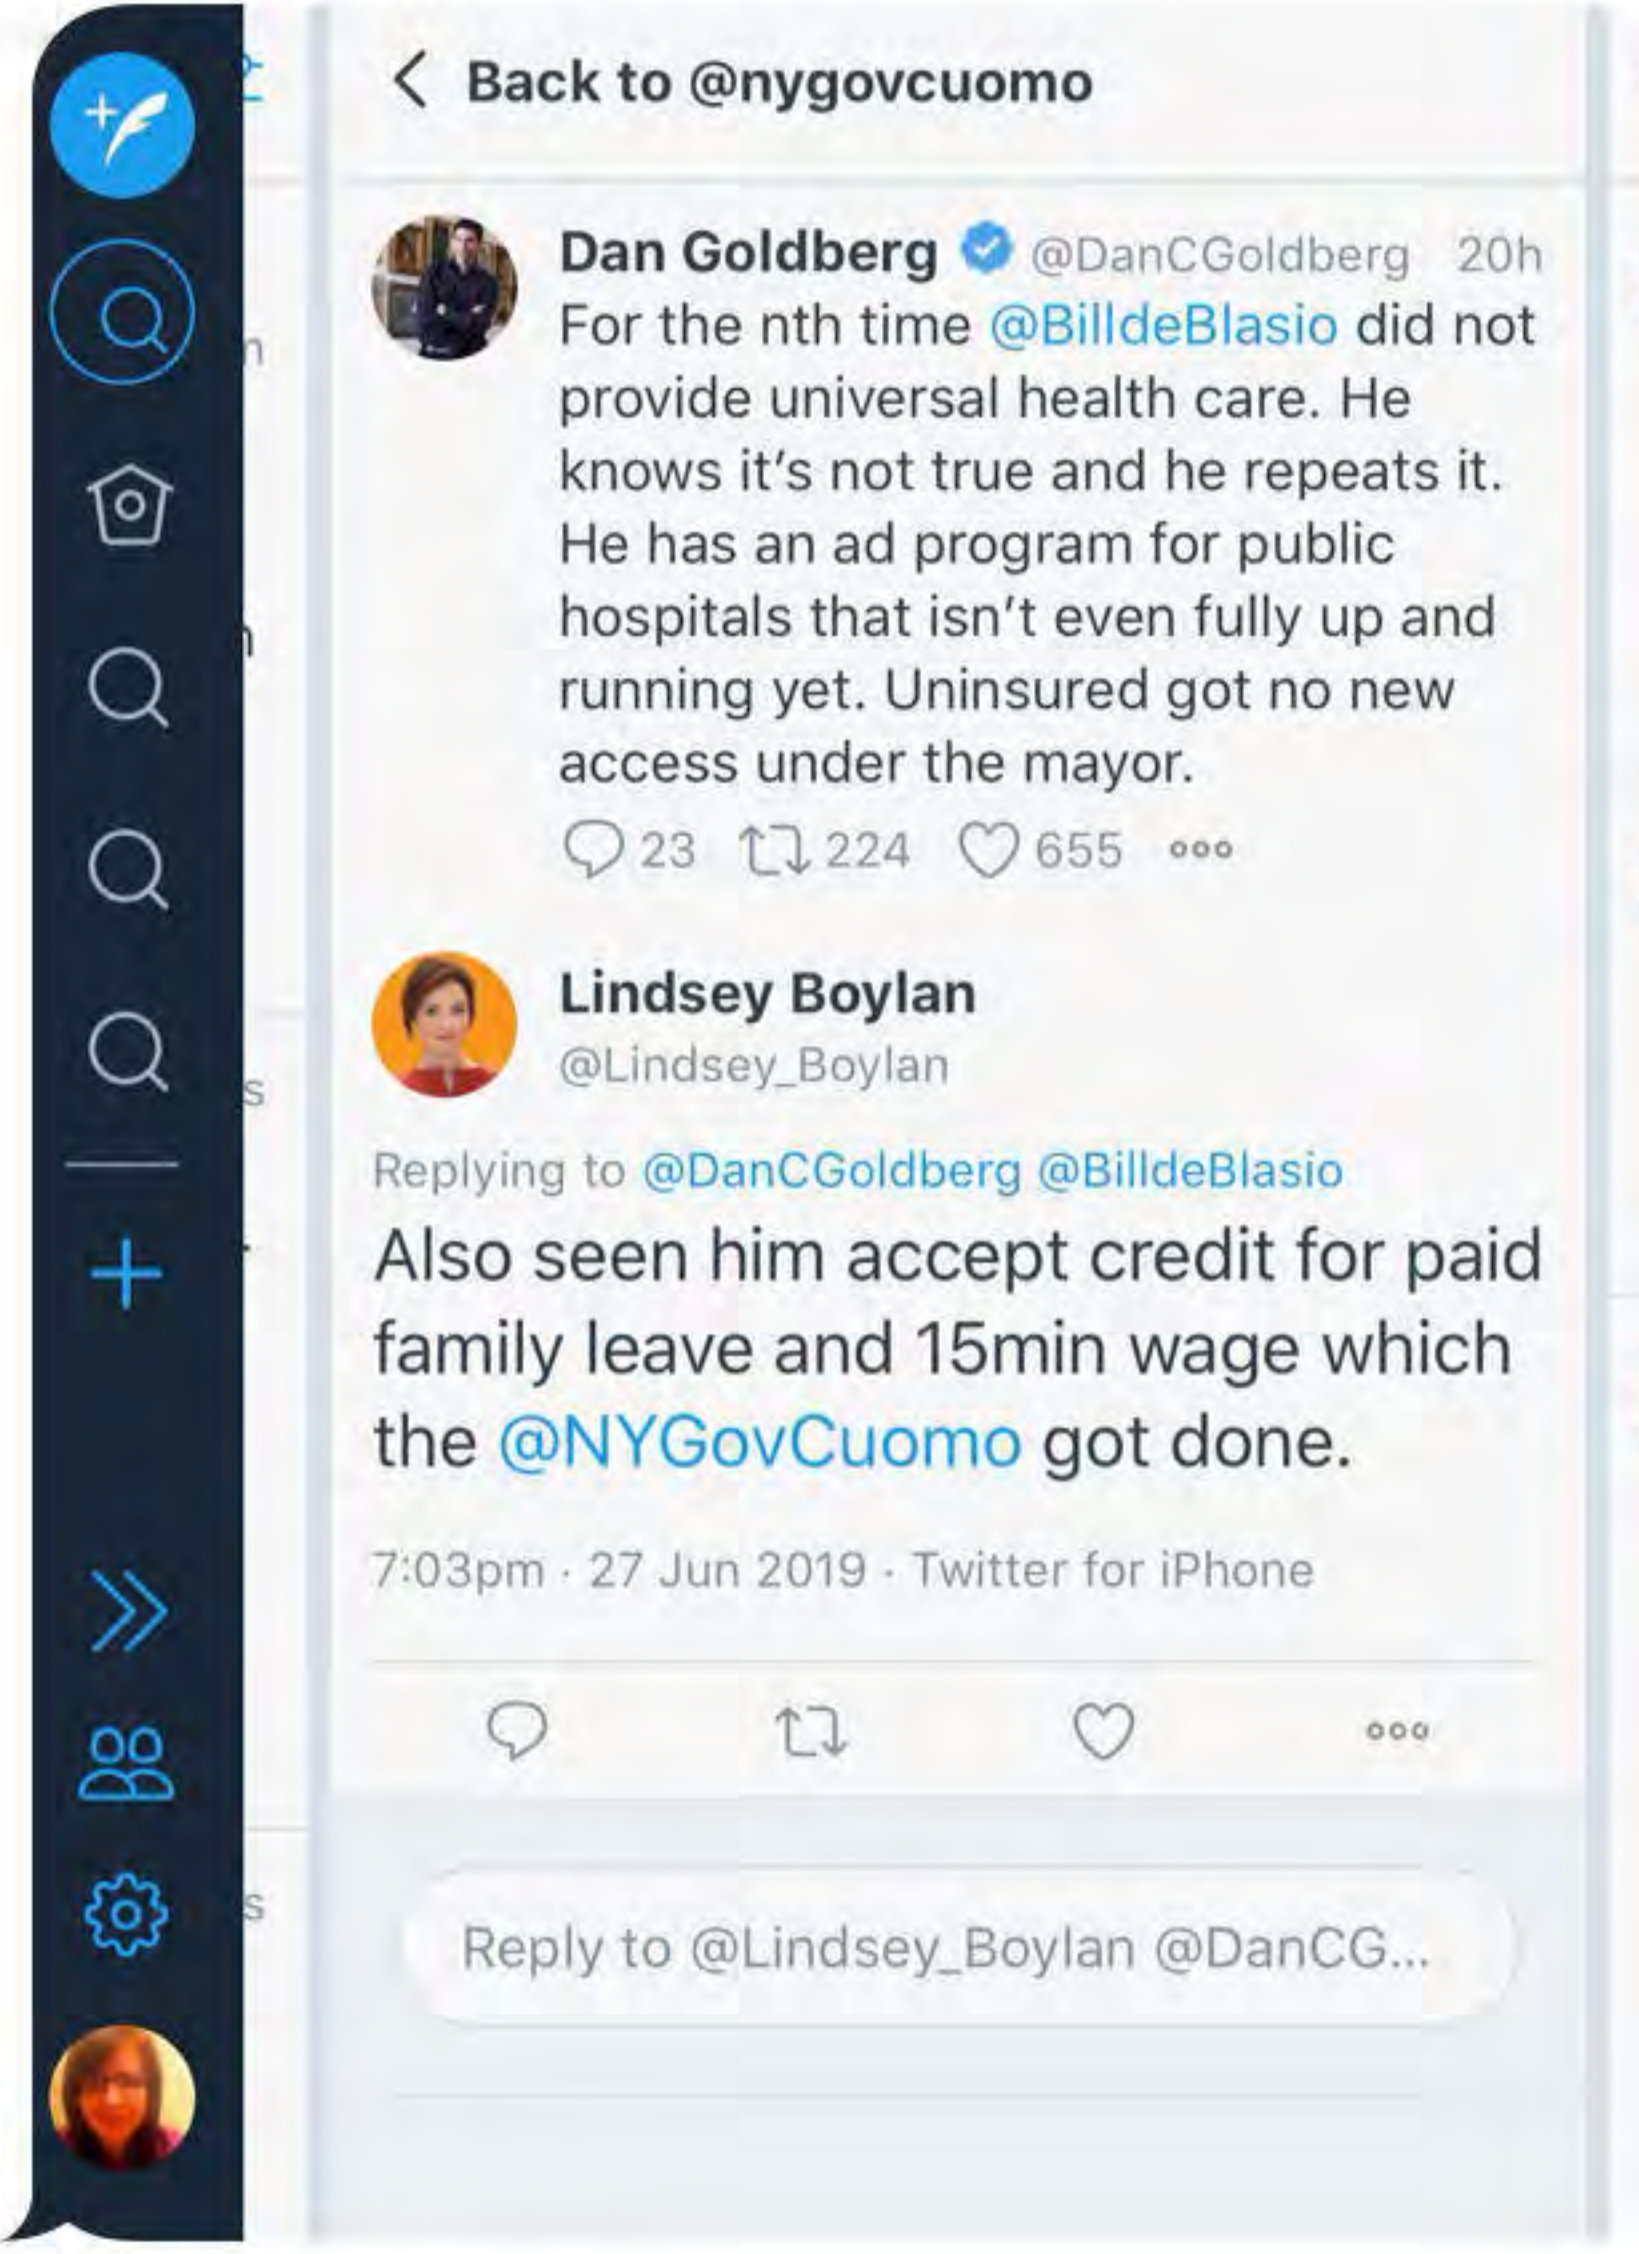 Back to @nygovcuomo
Dan Goldberg @DanCGoldberg 20h
For the nth time @BilldeBlasio did not
provide universal health care. He
knows it’s not true and he repeats it.
He has an ad program for public
hospitals that isn’t even fully up and
running yet. Uninsured got no new
access under the mayor.
23 224 655
Lindsey Boylan
@Lindsey_Boylan
Replying to @DanCGoldberg @BilldeBlasio
Also seen him accept credit for paid
family leave and 15min wage which
the @NYGovCuomo got done.
7:03pm · 27 Jun 2019 · Twitter for iPhone
Reply to @Lindsey_Boylan @DanCG...